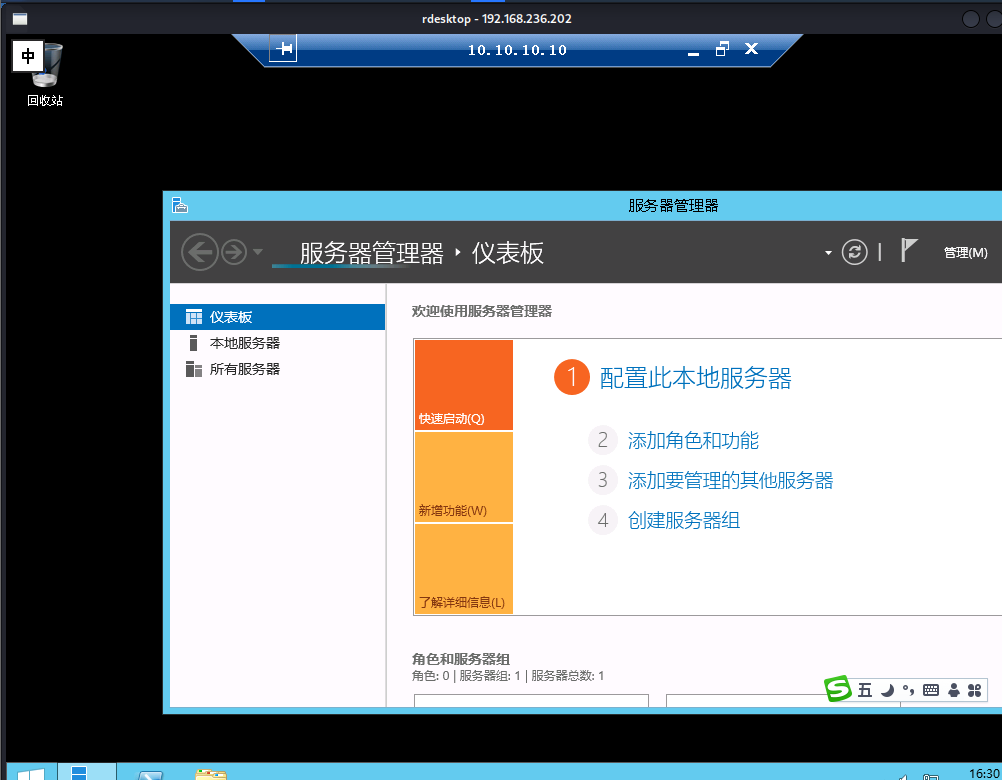 rdesktop - 192.168.236.202
10.10.10.10
中
回收站
服务器管理器
服务器管理器 仪表板
管理(M)
仪表板
本地服务器
所有服务器
欢迎使用服务器管理器
快速启动(Q)
新增功能(W)
了解详细信息(L)
1 配置此本地服务器
2 添加角色和功能
3 添加要管理的其他服务器
4 创建服务器组
角色和服务器组
角色: 0 | 服务器组: 1 | 服务器总数: 1
S 五
16:30